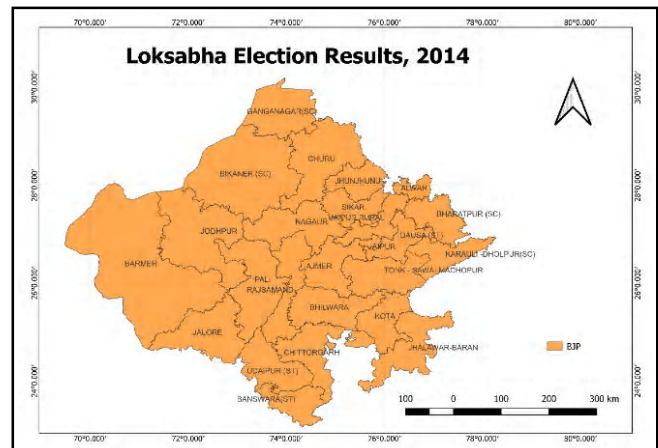 70°0.000' 72°0.000' 74°0.000' 76°0.000' 78°0.000' 80°0.000'
Loksabha Election Results, 2014
30°0.000' 30°0.000'
GANGANAGAR(SC)
CHURU
BIKANER (SC)
28°0.000' 28°0.000'
JHUNJHUNU
ALWAR
SIKAR
BHARATPUR (SC)
NAGAUR JAIPUR RURAL
JODHPUR
DAUSA (ST)
JAIPUR
KARAULI -DHOLPUR(SC)
BARMER
AJMER
TONK - SAWAI MADHOPUR
PALI
26°0.000' 26°0.000'
RAJSAMAND
BHILWARA
KOTA
JALORE
JHALAWAR-BARAN
BJP
CHITTORGARH
UDAIPUR (ST)
24°0.000' 24°0.000'
BANSWARA(ST)
100 0 100 200 300 km
70°0.000' 72°0.000' 74°0.000' 76°0.000' 78°0.000' 80°0.000'